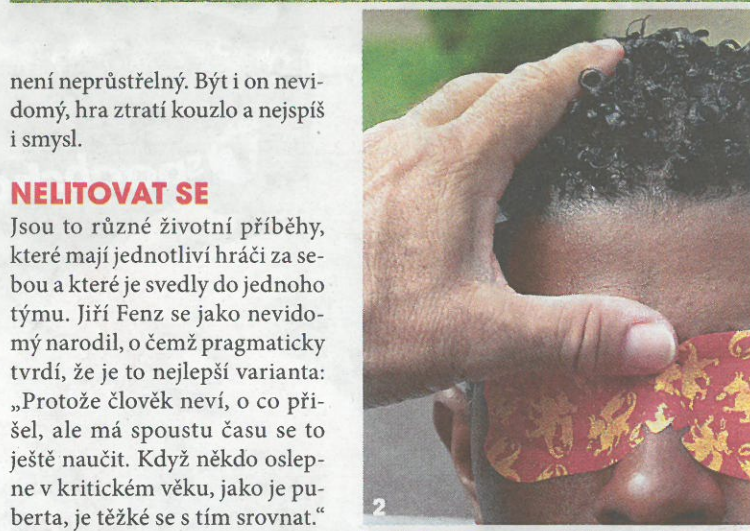 není neprůstřelný. Být i on nevi-
domý, hra ztratí kouzlo a nejspíš
i smysl.
NELITOVAT SE
Jsou to různé životní příběhy,
které mají jednotliví hráči za se-
bou a které je svedly do jednoho
týmu. Jiří Fenz se jako nevido-
mý narodil, o čemž pragmaticky
tvrdí, že je to nejlepší varianta:
„Protože člověk neví, o co při-
šel, ale má spoustu času se to
ještě naučit. Když někdo oslep-
ne v kritickém věku, jako je pu-
berta, je těžké se s tím srovnat.“
2